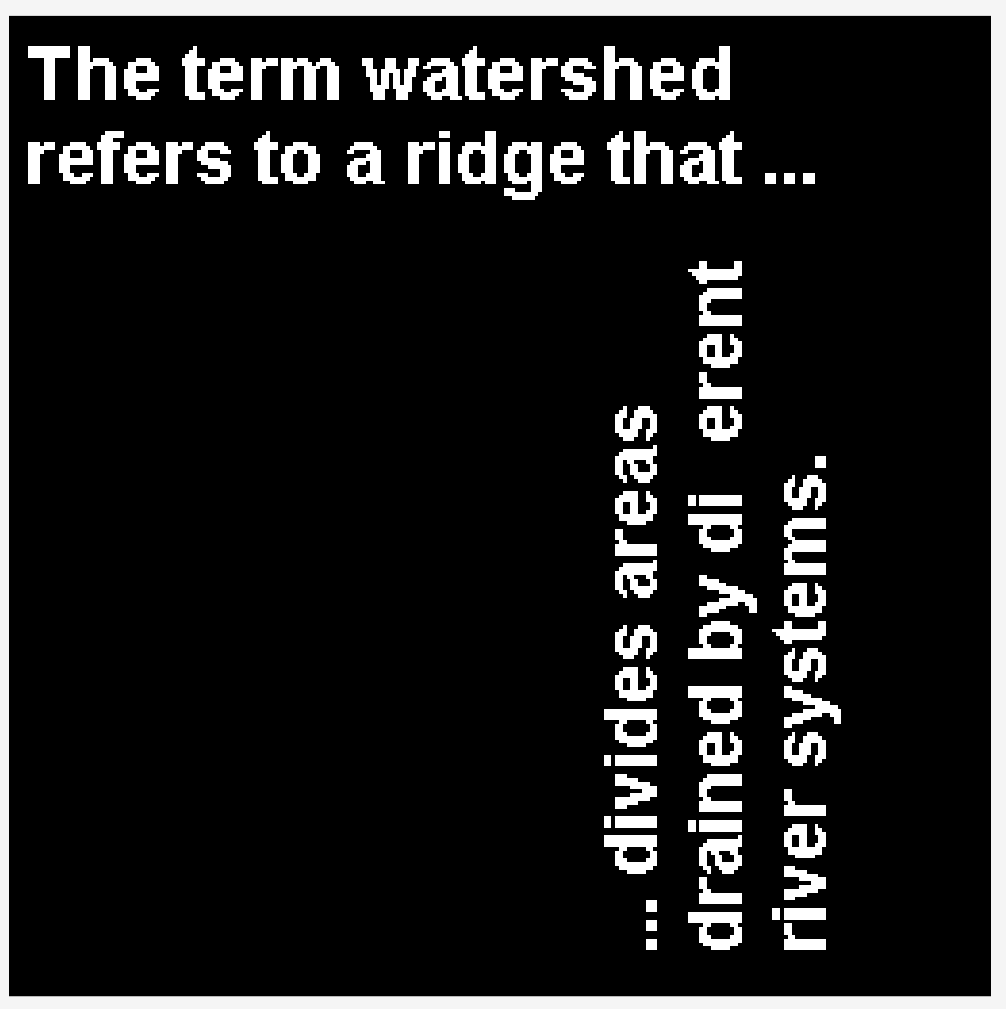 The term watershed
refers to a ridge that ...
... divides areas
drained by di erent
river systems.